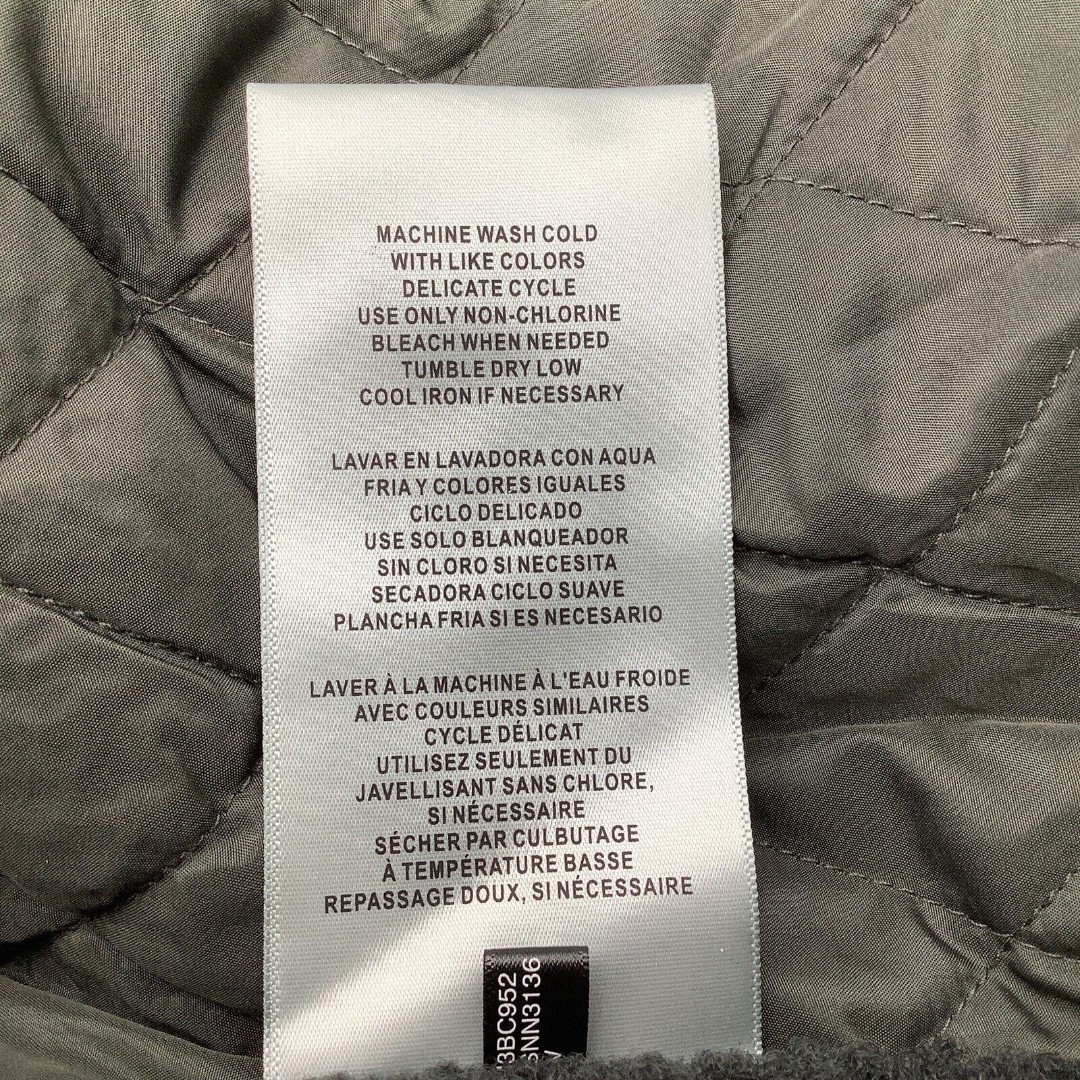 MACHINE WASH COLD
WITH LIKE COLORS
DELICATE CYCLE
USE ONLY NON-CHLORINE
BLEACH WHEN NEEDED
TUMBLE DRY LOW
COOL IRON IF NECESSARY
LAVAR EN LAVADORA CON AQUA
FRIA Y COLORES IGUALES
CICLO DELICADO
USE SOLO BLANQUEADOR
SIN CLORO SI NECESITA
SECADORA CICLO SUAVE
PLANCHA FRIA SI ES NECESARIO
LAVER À LA MACHINE À L'EAU FROIDE
AVEC COULEURS SIMILAIRES
CYCLE DÉLICAT
UTILISEZ SEULEMENT DU
JAVELLISANT SANS CHLORE,
SI NÉCESSAIRE
SÉCHER PAR CULBUTAGE
À TEMPÉRATURE BASSE
REPASSAGE DOUX, SI NÉCESSAIRE